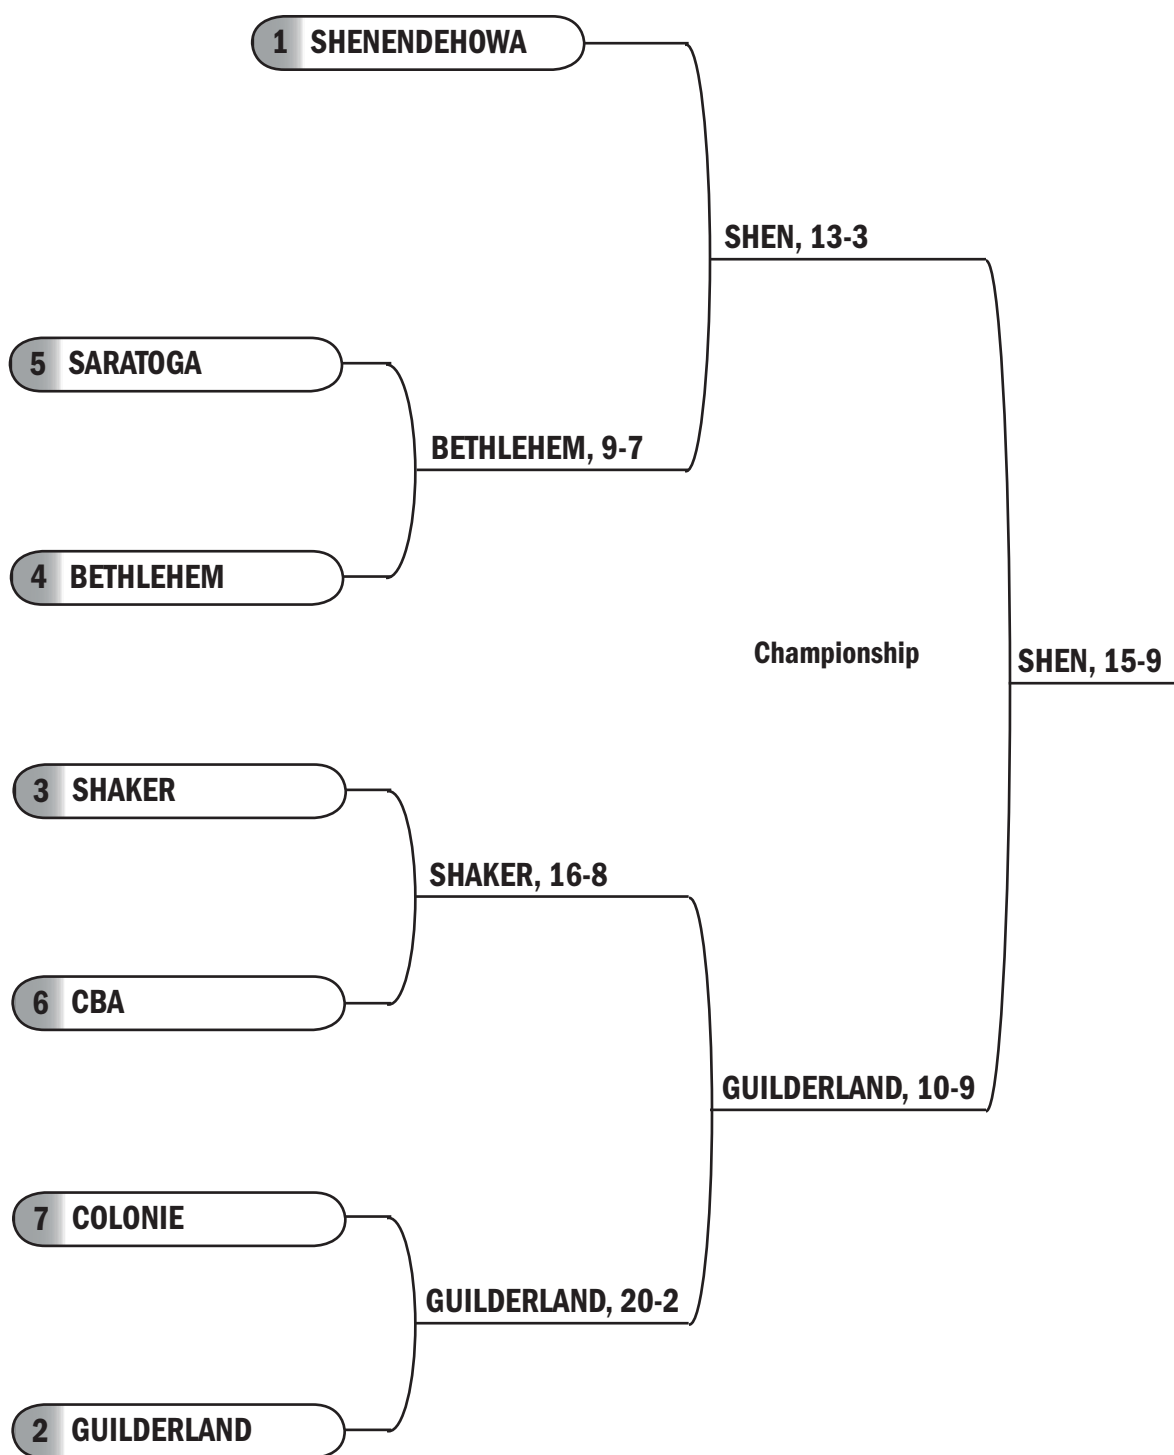 1 SHENENDEHOWA
SHEN, 13-3
5 SARATOGA
BETHLEHEM, 9-7
4 BETHLEHEM
Championship
SHEN, 15-9
3 SHAKER
SHAKER, 16-8
6 CBA
GUILDERLAND, 10-9
7 COLONIE
GUILDERLAND, 20-2
2 GUILDERLAND